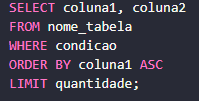 SELECT coluna1, coluna2
FROM nome_tabela
WHERE condicao
ORDER BY coluna1 ASC
LIMIT quantidade;